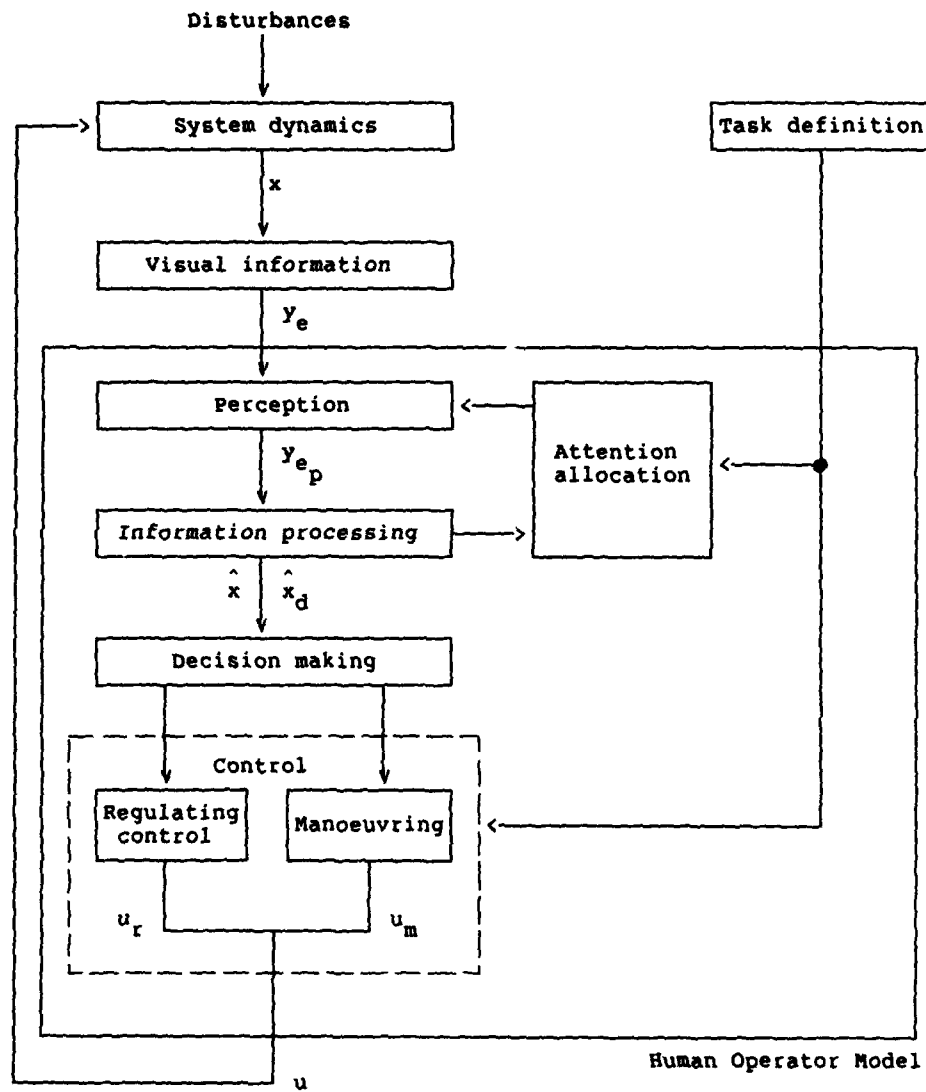 Disturbances
System dynamics
Task definition
x
Visual information
y_e
Perception
Attention
allocation
y_e_p
Information processing
x̂ x̂_d
Decision making
Control
Regulating
control
Manoeuvring
u_r
u_m
Human Operator Model
u